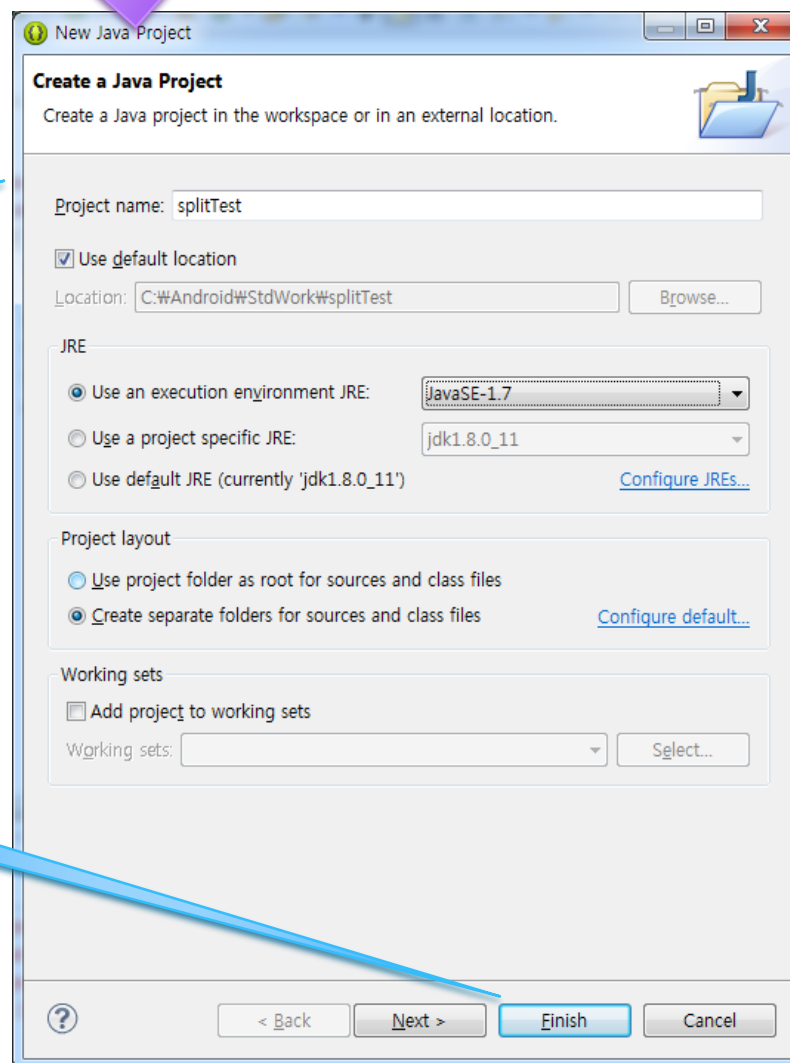 New Java Project
Create a Java Project
Create a Java project in the workspace or in an external location.
Project name: splitTest
Use default location
Location: C:₩Android₩StdWork₩splitTest Browse...
JRE
Use an execution environment JRE: JavaSE-1.7
Use a project specific JRE: jdk1.8.0_11
Use default JRE (currently 'jdk1.8.0_11') Configure JREs...
Project layout
Use project folder as root for sources and class files
Create separate folders for sources and class files Configure default...
Working sets
Add project to working sets
Working sets: Select...
? < Back Next > Finish Cancel